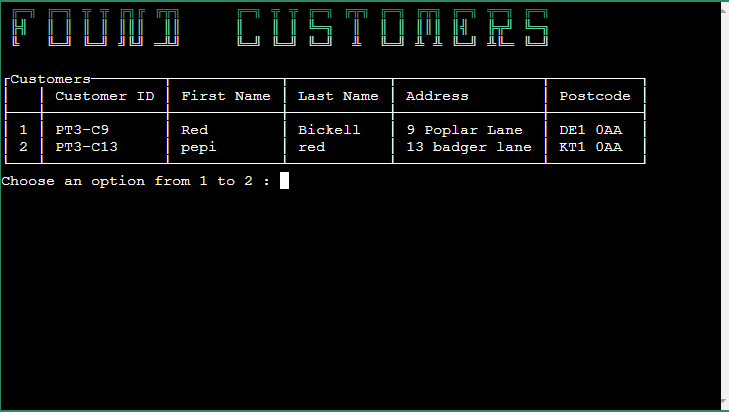 FOUND CUSTOMERS
Customers
Customer ID First Name Last Name Address Postcode
1 PT3-C9 Red Bickell 9 Poplar Lane DE1 0AA
2 PT3-C13 pepi red 13 badger lane KT1 0AA
Choose an option from 1 to 2 :